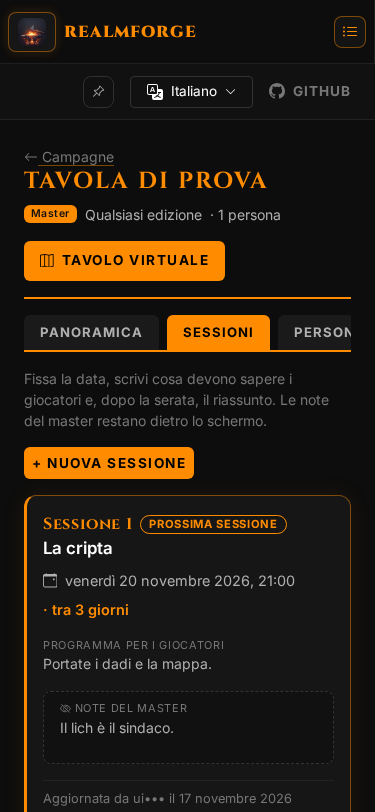 REALMFORGE
Italiano
GITHUB
← Campagne
TAVOLA DI PROVA
Master Qualsiasi edizione · 1 persona
TAVOLO VIRTUALE
PANORAMICA SESSIONI PERSON
Fissa la data, scrivi cosa devono sapere i
giocatori e, dopo la serata, il riassunto. Le note
del master restano dietro lo schermo.
+ NUOVA SESSIONE
Sessione 1 PROSSIMA SESSIONE
La cripta
venerdì 20 novembre 2026, 21:00
· tra 3 giorni
PROGRAMMA PER I GIOCATORI
Portate i dadi e la mappa.
NOTE DEL MASTER
Il lich è il sindaco.
Aggiornata da ui••• il 17 novembre 2026